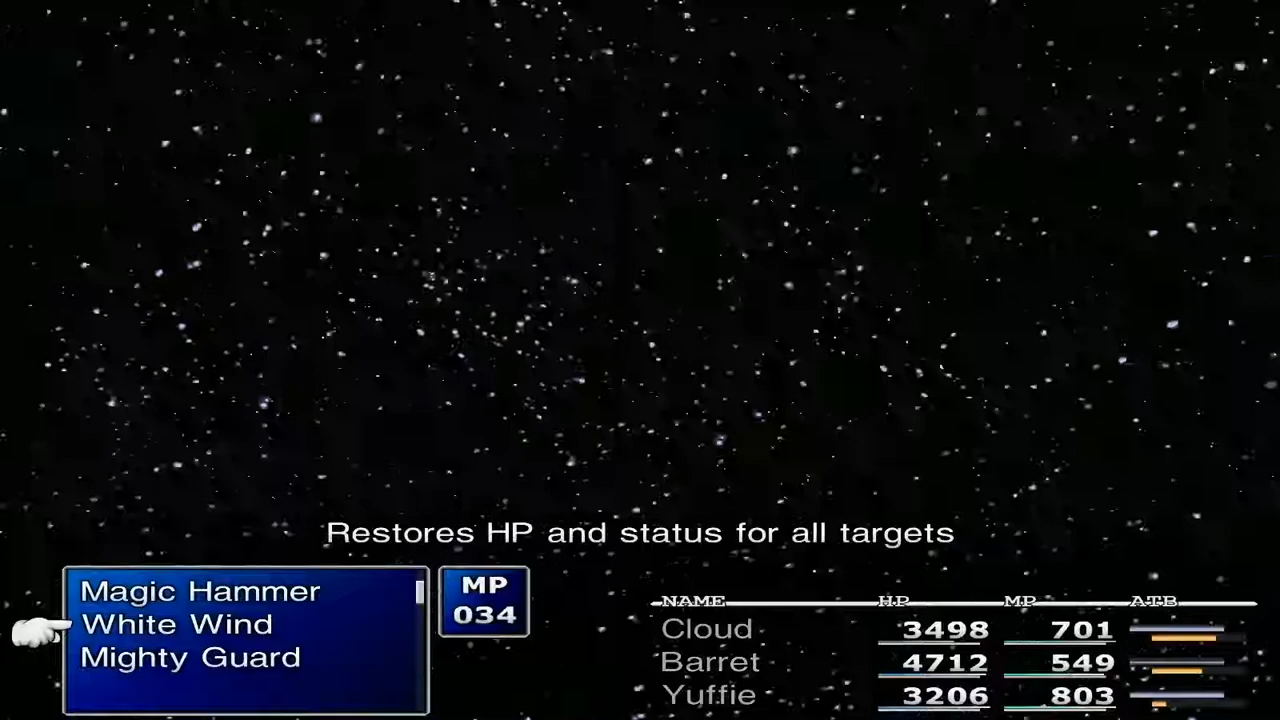 Restores HP and status for all targets
Magic Hammer
White Wind
Mighty Guard
MP
034
NAME HP MP ATB
Cloud 3498 701
Barret 4712 549
Yuffie 3206 803